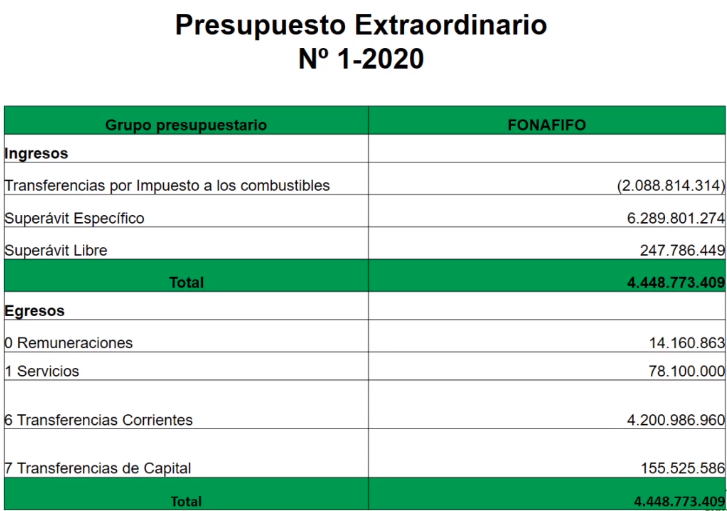 Presupuesto Extraordinario
Nº 1-2020
Grupo presupuestario FONAFIFO
Ingresos
Transferencias por Impuesto a los combustibles (2.088.814.314)
Superávit Específico 6.289.801.274
Superávit Libre 247.786.449
Total 4.448.773.409
Egresos
0 Remuneraciones 14.160.863
1 Servicios 78.100.000
6 Transferencias Corrientes 4.200.986.960
7 Transferencias de Capital 155.525.586
Total 4.448.773.409